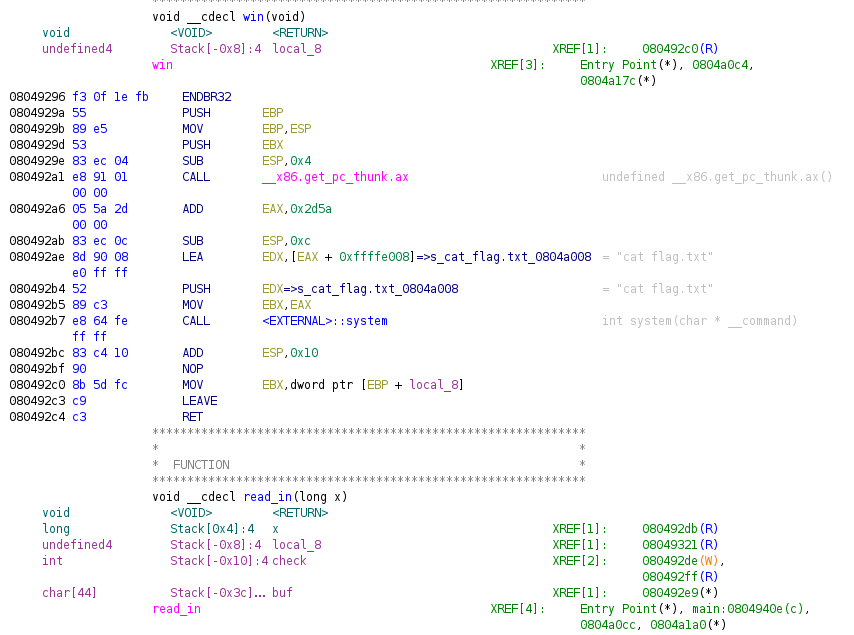 ************************************************************
void __cdecl win(void)
void <VOID> <RETURN>
undefined4 Stack[-0x8]:4 local_8 XREF[1]: 080492c0(R)
win XREF[3]: Entry Point(*), 0804a0c4,
0804a17c(*)
08049296 f3 0f 1e fb ENDBR32
0804929a 55 PUSH EBP
0804929b 89 e5 MOV EBP,ESP
0804929d 53 PUSH EBX
0804929e 83 ec 04 SUB ESP,0x4
080492a1 e8 91 01 CALL __x86.get_pc_thunk.ax undefined __x86.get_pc_thunk.ax()
00 00
080492a6 05 5a 2d ADD EAX,0x2d5a
00 00
080492ab 83 ec 0c SUB ESP,0xc
080492ae 8d 90 08 LEA EDX,[EAX + 0xffffe008]=>s_cat_flag.txt_0804a008 = "cat flag.txt"
e0 ff ff
080492b4 52 PUSH EDX=>s_cat_flag.txt_0804a008 = "cat flag.txt"
080492b5 89 c3 MOV EBX,EAX
080492b7 e8 64 fe CALL <EXTERNAL>::system int system(char * __command)
ff ff
080492bc 83 c4 10 ADD ESP,0x10
080492bf 90 NOP
080492c0 8b 5d fc MOV EBX,dword ptr [EBP + local_8]
080492c3 c9 LEAVE
080492c4 c3 RET
**************************************************************
* *
* FUNCTION *
**************************************************************
void __cdecl read_in(long x)
void <VOID> <RETURN>
long Stack[0x4]:4 x XREF[1]: 080492db(R)
undefined4 Stack[-0x8]:4 local_8 XREF[1]: 08049321(R)
int Stack[-0x10]:4 check XREF[2]: 080492de(W),
080492ff(R)
char[44] Stack[-0x3c]... buf XREF[1]: 080492e9(*)
read_in XREF[4]: Entry Point(*), main:0804940e(c),
0804a0cc, 0804a1a0(*)